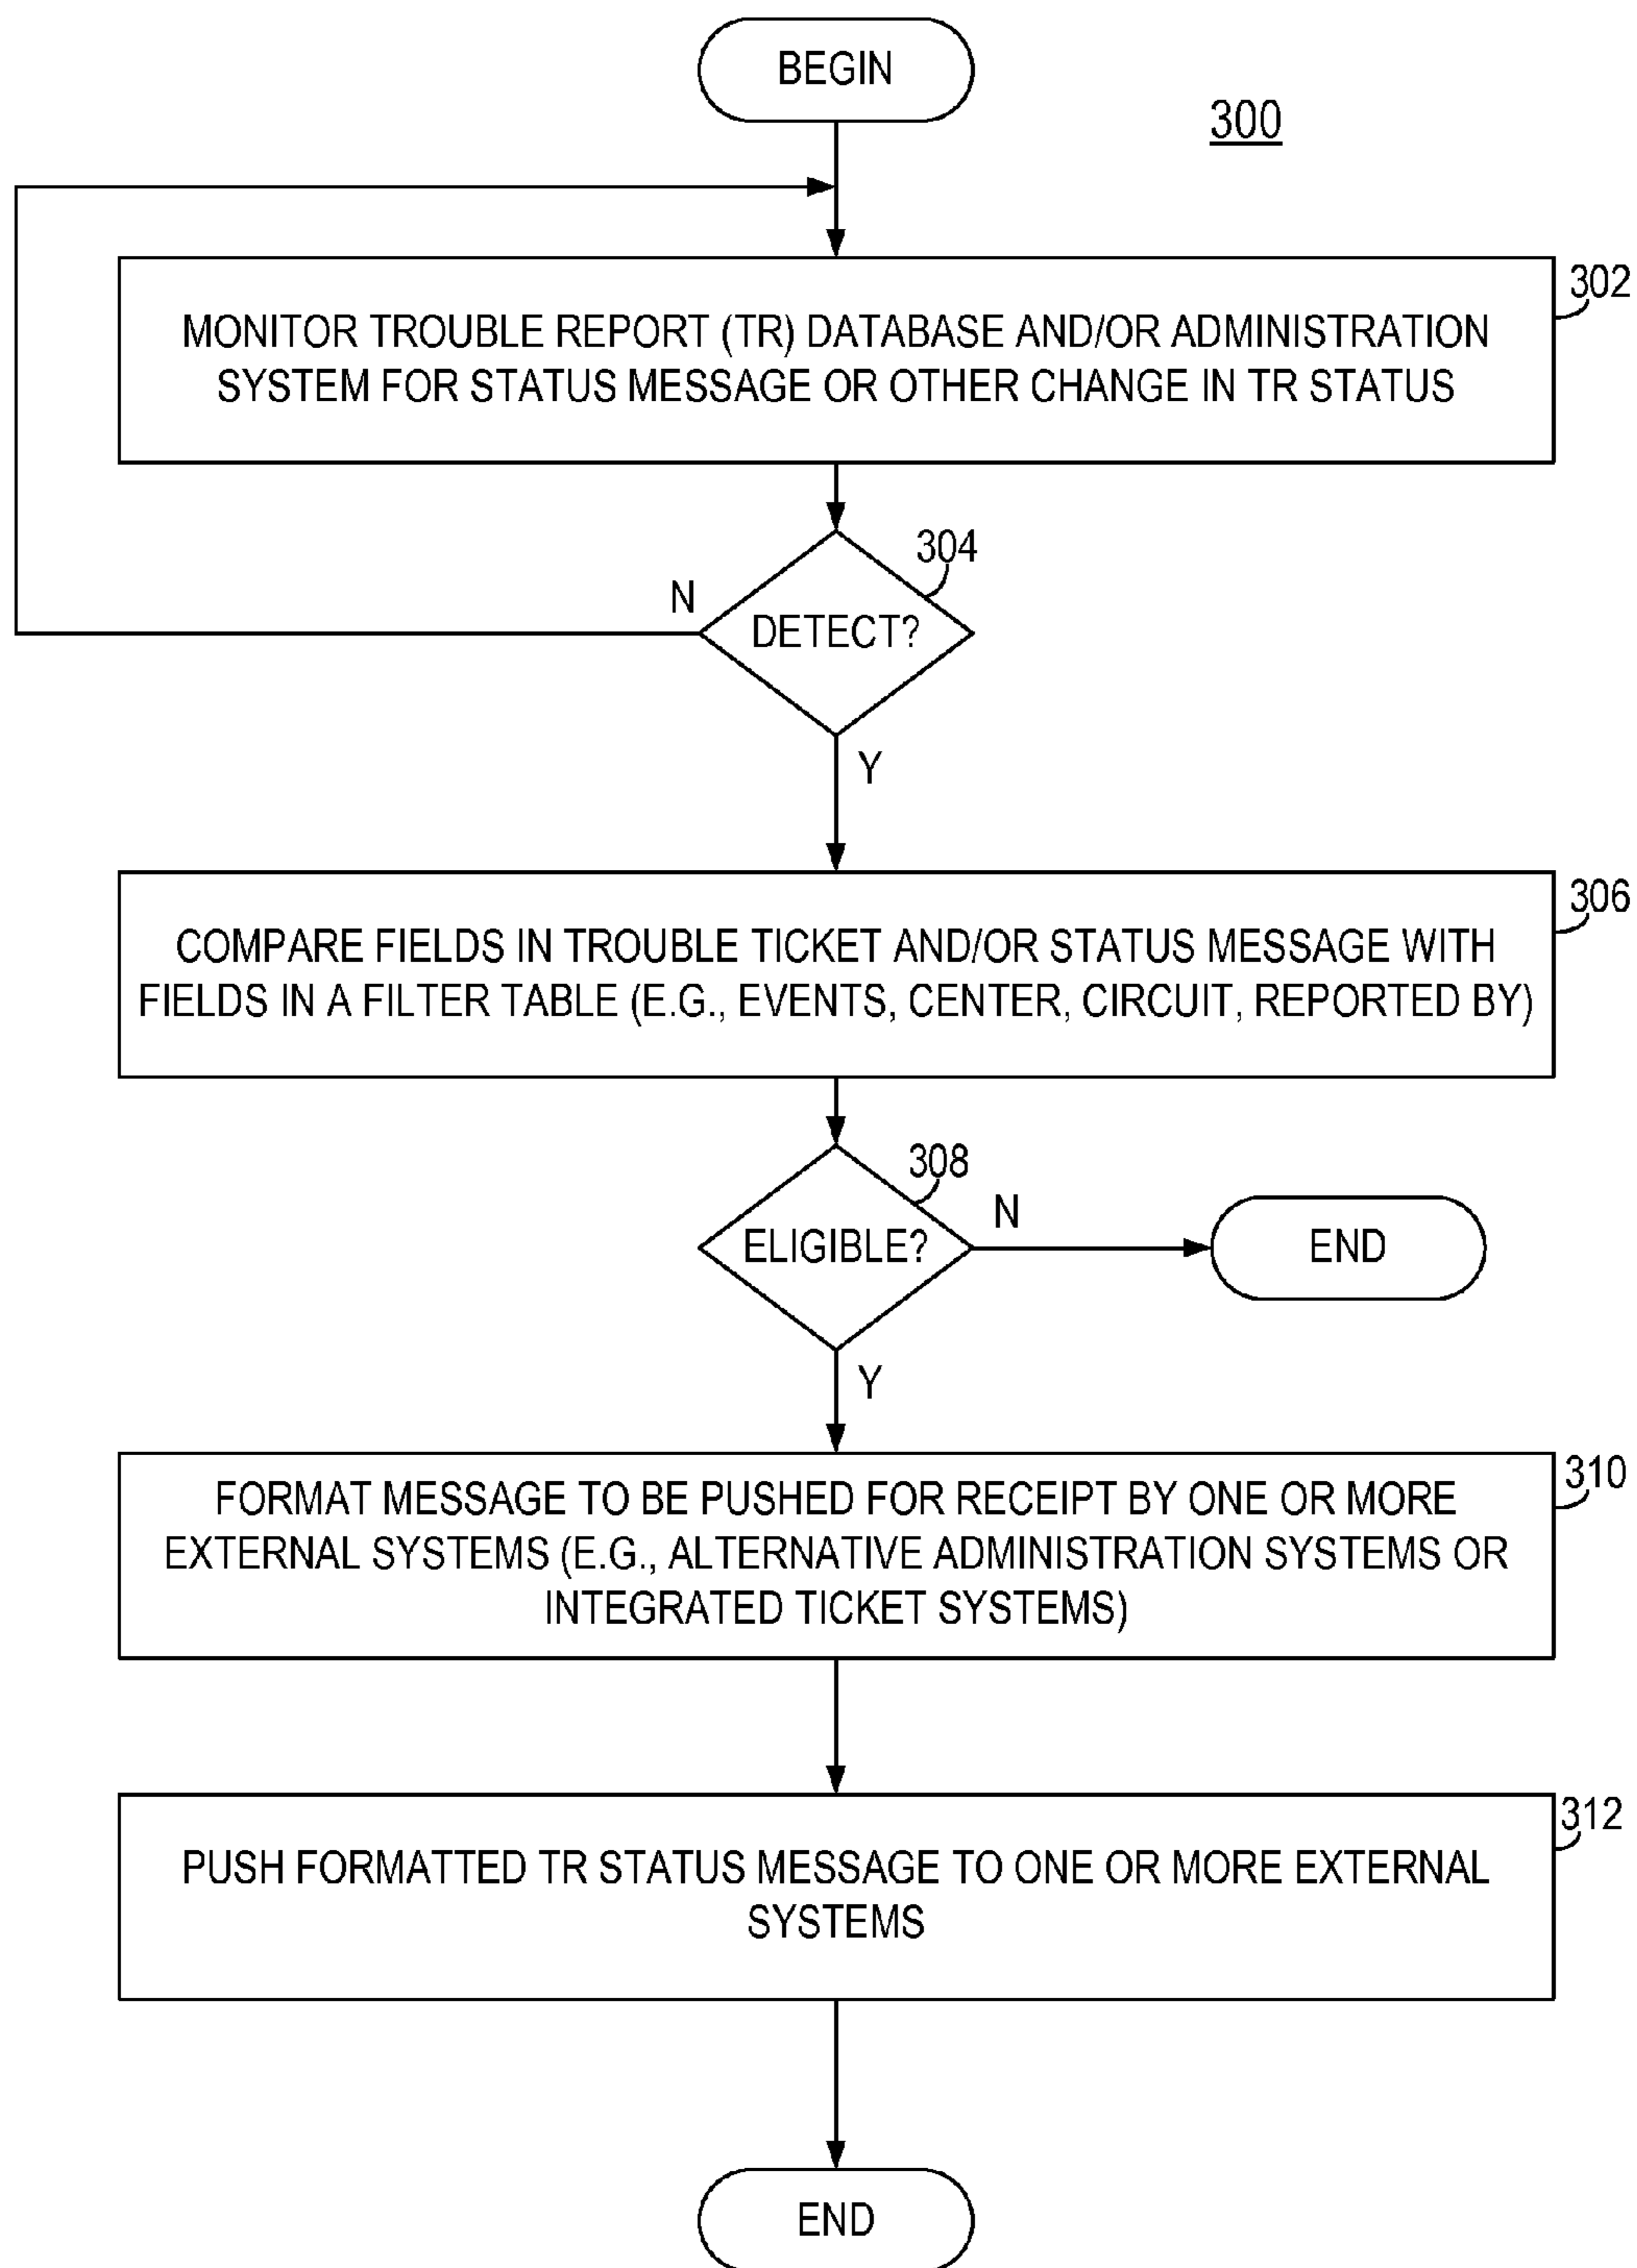 BEGIN
300
302
MONITOR TROUBLE REPORT (TR) DATABASE AND/OR ADMINISTRATION
SYSTEM FOR STATUS MESSAGE OR OTHER CHANGE IN TR STATUS
304
N
DETECT?
Y
306
COMPARE FIELDS IN TROUBLE TICKET AND/OR STATUS MESSAGE WITH
FIELDS IN A FILTER TABLE (E.G., EVENTS, CENTER, CIRCUIT, REPORTED BY)
308
N
ELIGIBLE?
END
Y
310
FORMAT MESSAGE TO BE PUSHED FOR RECEIPT BY ONE OR MORE
EXTERNAL SYSTEMS (E.G., ALTERNATIVE ADMINISTRATION SYSTEMS OR
INTEGRATED TICKET SYSTEMS)
312
PUSH FORMATTED TR STATUS MESSAGE TO ONE OR MORE EXTERNAL
SYSTEMS
END